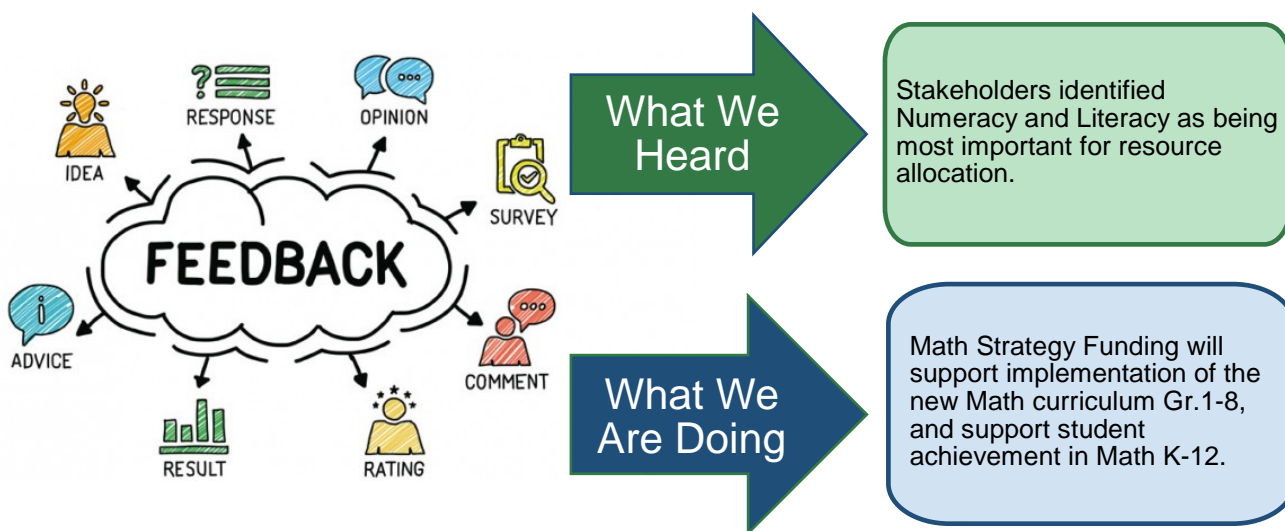 IDEA
RESPONSE
OPINION
SURVEY
FEEDBACK
ADVICE
COMMENT
RESULT
RATING
What We
Heard
Stakeholders identified
Numeracy and Literacy as being
most important for resource
allocation.
What We
Are Doing
Math Strategy Funding will
support implementation of the
new Math curriculum Gr.1-8,
and support student
achievement in Math K-12.